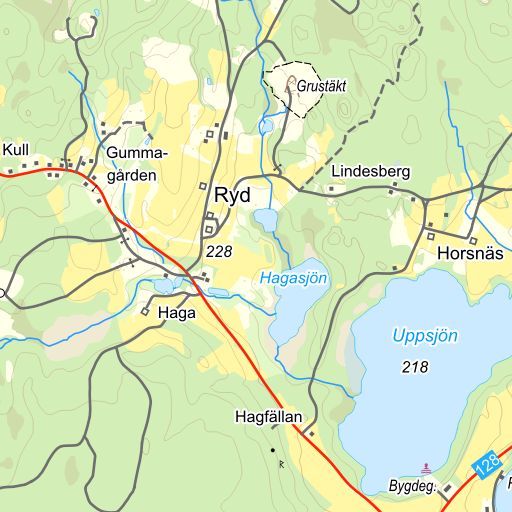 Grustäkt
Kull
Gumma-
gården
Lindesberg
Ryd
228
Horsnäs
Hagasjön
Haga
Uppsjön
218
Hagfällan
R
128
Bygdeg.